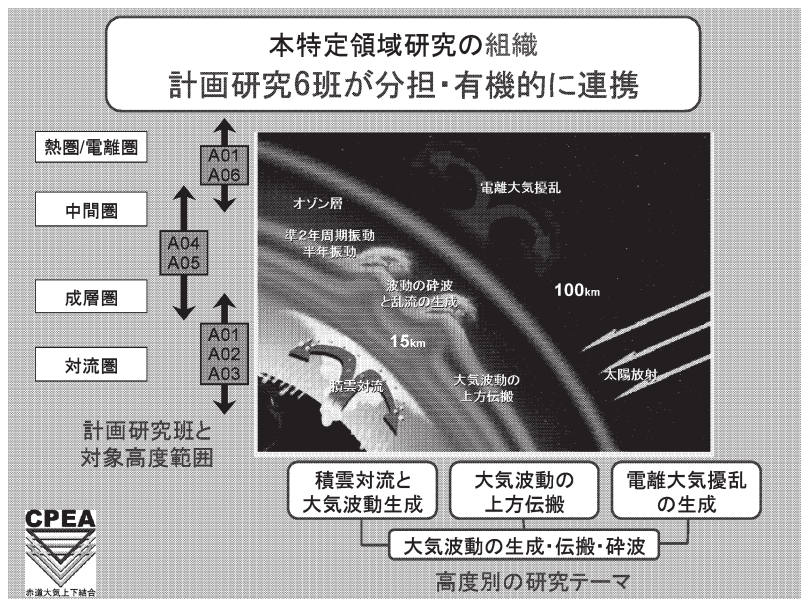 本特定領域研究の組織
計画研究6班が分担・有機的に連携
熱圏/電離圏
中間圏
成層圏
対流圏
A01
A06
A04
A05
A01
A02
A03
計画研究班と
対象高度範囲
電離大気擾乱
オゾン層
準2年周期振動
半年振動
波動の砕波
と乱流の生成
100km
15km
太陽放射
大気波動の
上方伝搬
積雲対流
積雲対流と
大気波動生成
大気波動の
上方伝搬
電離大気擾乱
の生成
大気波動の生成・伝搬・砕波
高度別の研究テーマ
CPEA
赤道大気上下結合